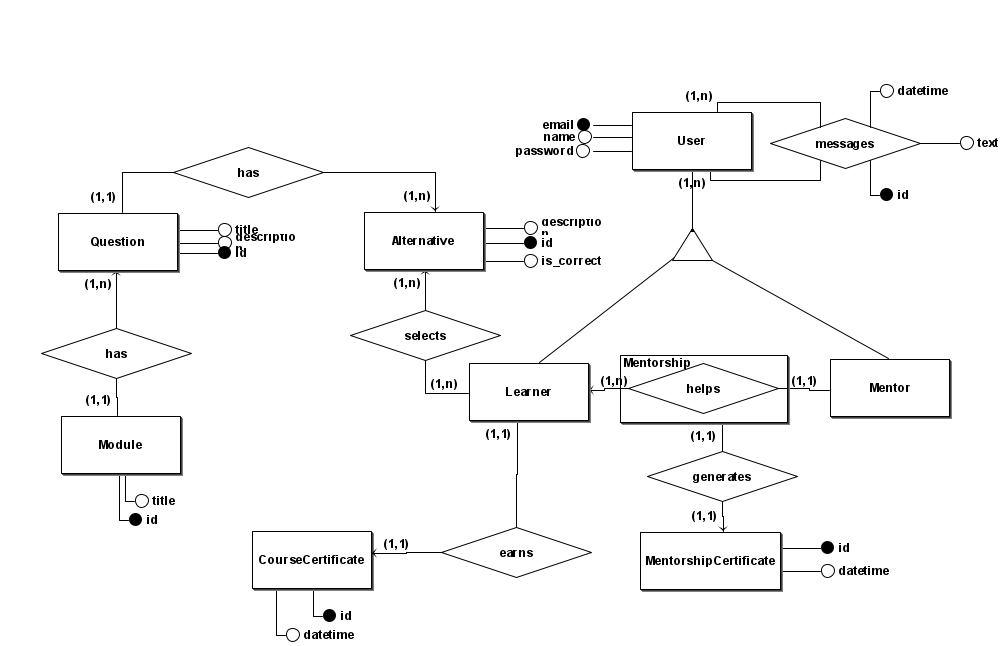 datetime
(1,n)
email
name
password
User
messages
text
has
(1,n)
id
(1,1)
(1,n)
Question
title
descriptio
n
id
Alternative
descriptio
n
id
is_correct
(1,n)
(1,n)
has
selects
Mentorship
(1,n)
Learner
(1,n)
helps
(1,1)
Mentor
(1,1)
Module
(1,1)
(1,1)
generates
title
id
(1,1)
(1,1)
CourseCertificate
earns
MentorshipCertificate
id
datetime
id
datetime